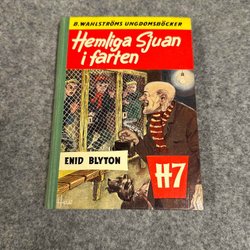 B. WAHLSTRÖMS UNGDOMSBÖCKER
Hemliga Sjuan
i farten
ENID BLYTON
H7